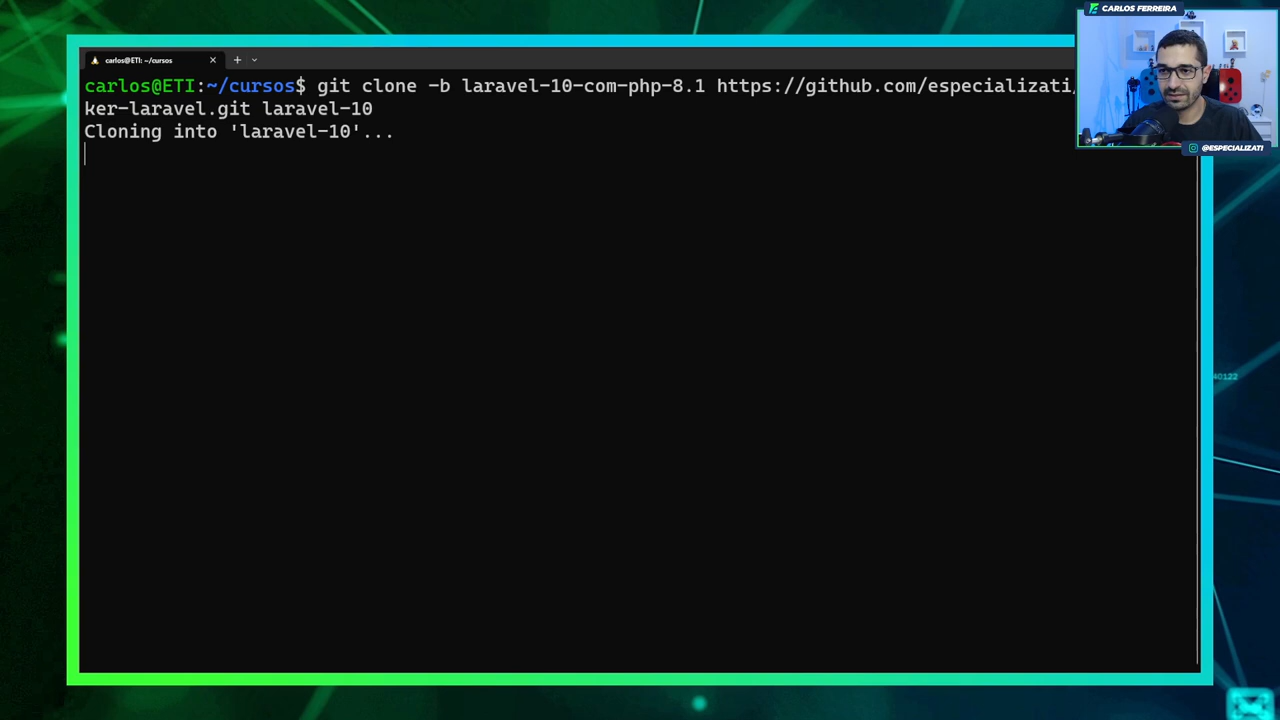 CARLOS FERREIRA
carlos@ETI: ~/cursos
carlos@ETI:~/cursos$ git clone -b laravel-10-com-php-8.1 https://github.com/especializati/
ker-laravel.git laravel-10
Cloning into 'laravel-10'...
@ESPECIALIZATI
40122